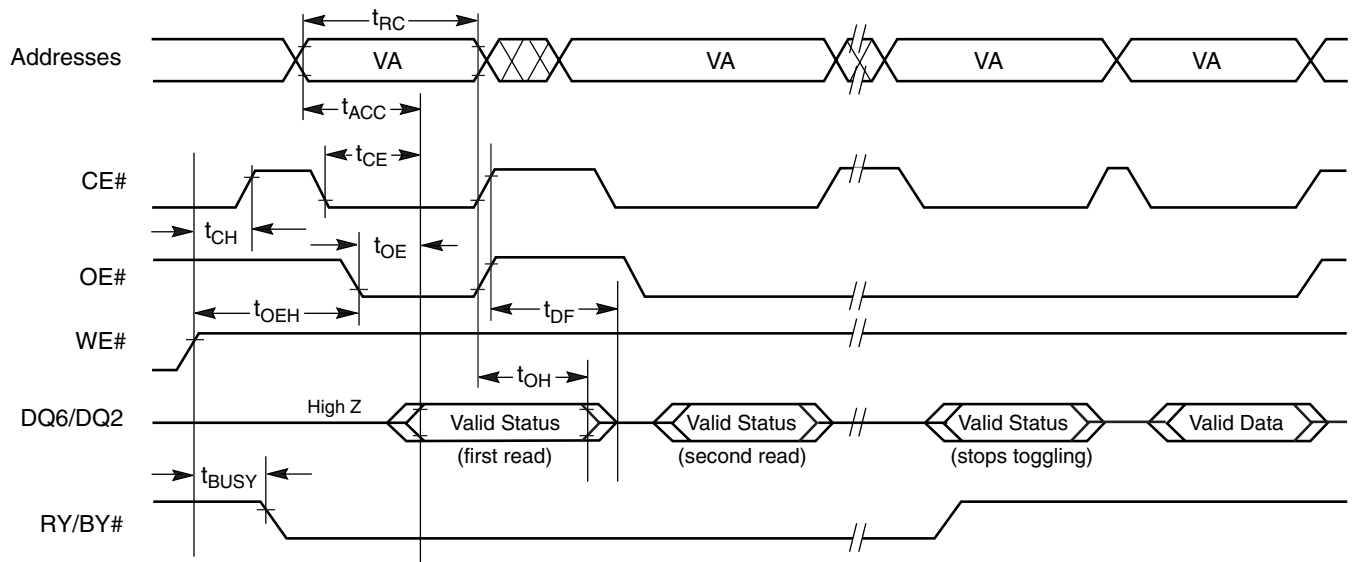 tRC
Addresses VA VA VA VA
tACC
tCE
CE#
tCH tOE
OE#
tOEH tDF
WE#
tOH
High Z
DQ6/DQ2 Valid Status Valid Status Valid Status Valid Data
(first read) (second read) (stops toggling)
tBUSY
RY/BY#